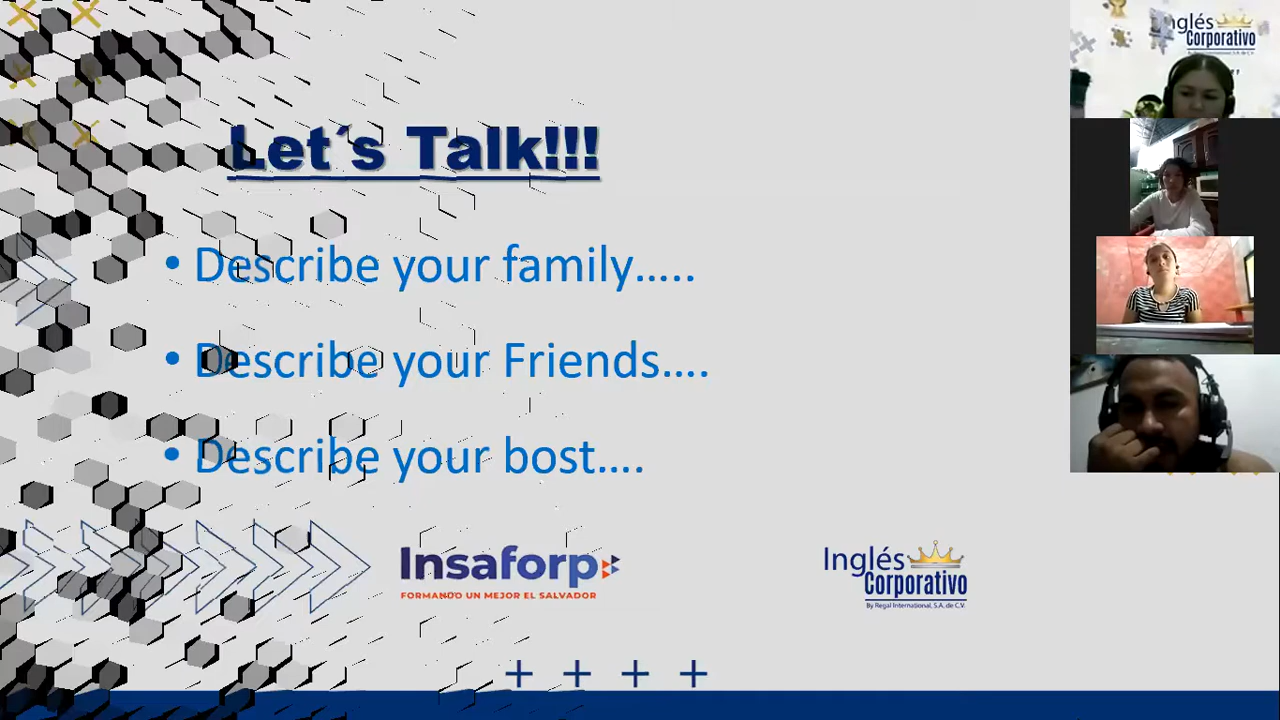 Let´s Talk!!!
• Describe your family.....
• Describe your Friends....
• Describe your bost....
Insaforp
FORMANDO UN MEJOR EL SALVADOR
Inglés
Corporativo
By Regal International, S.A. de C.V.
Inglés
Corporativo